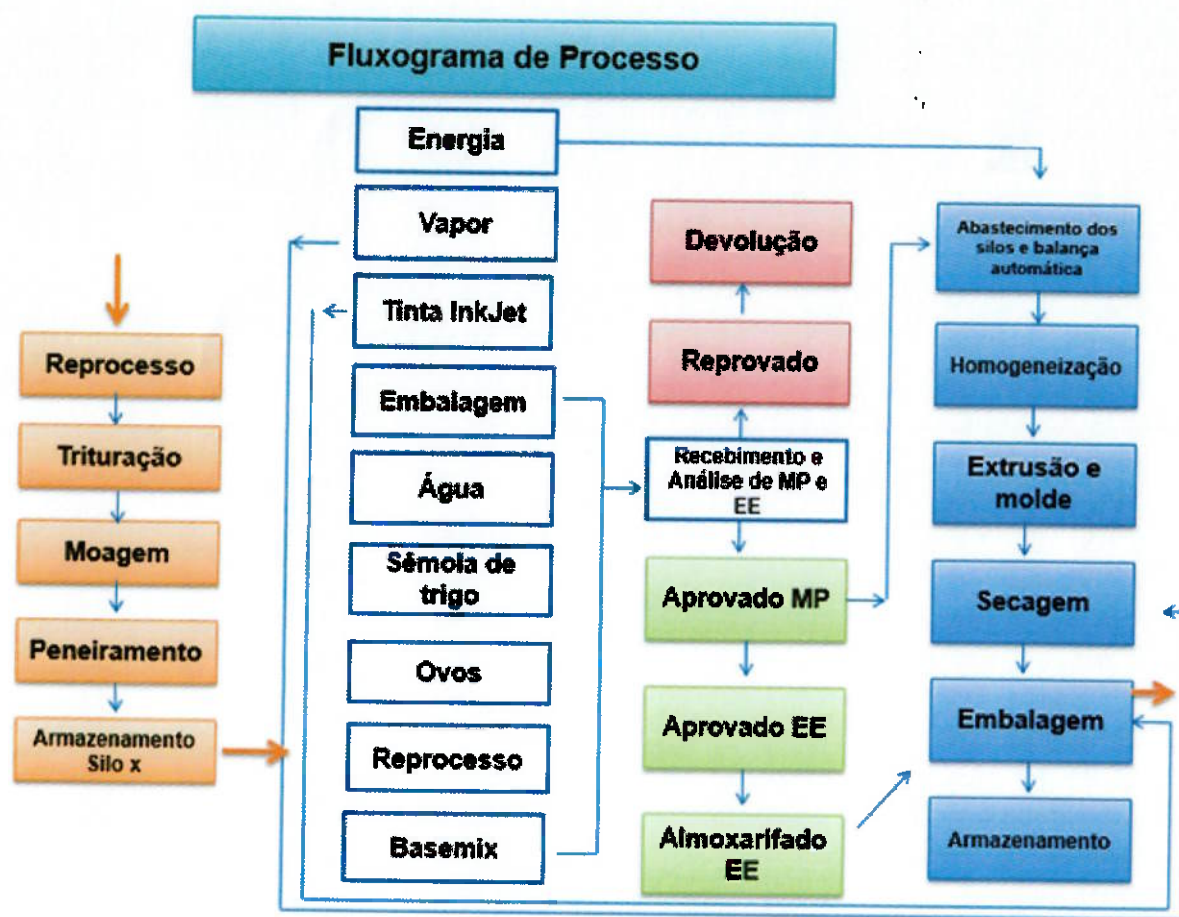 Fluxograma de Processo
Energia
Vapor
Tinta InkJet
Embalagem
Água
Sêmola de
trigo
Ovos
Reprocesso
Basemix
Reprocesso
Trituração
Moagem
Peneiramento
Armazenamento
Silo x
Devolução
Reprovado
Recebimento e
Análise de MP e
EE
Aprovado MP
Aprovado EE
Almoxarifado
EE
Abastecimento dos
silos e balança
automática
Homogeneização
Extrusão e
molde
Secagem
Embalagem
Armazenamento